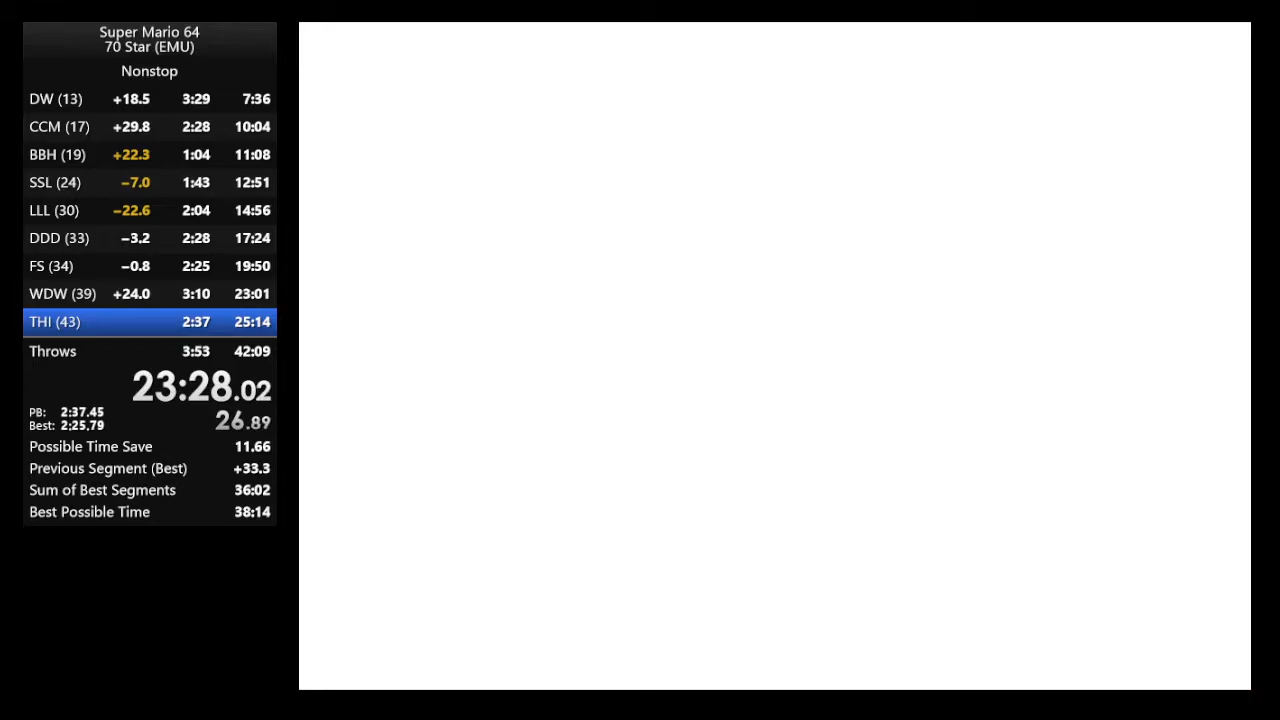 Super Mario 64
70 Star (EMU)
Nonstop
DW (13) +18.5 3:29 7:36
CCM (17) +29.8 2:28 10:04
BBH (19) +22.3 1:04 11:08
SSL (24) −7.0 1:43 12:51
LLL (30) −22.6 2:04 14:56
DDD (33) −3.2 2:28 17:24
FS (34) −0.8 2:25 19:50
WDW (39) +24.0 3:10 23:01
THI (43) 2:37 25:14
Throws 3:53 42:09
23:28.02
PB: 2:37.45
Best: 2:25.79
26.89
Possible Time Save 11.66
Previous Segment (Best) +33.3
Sum of Best Segments 36:02
Best Possible Time 38:14